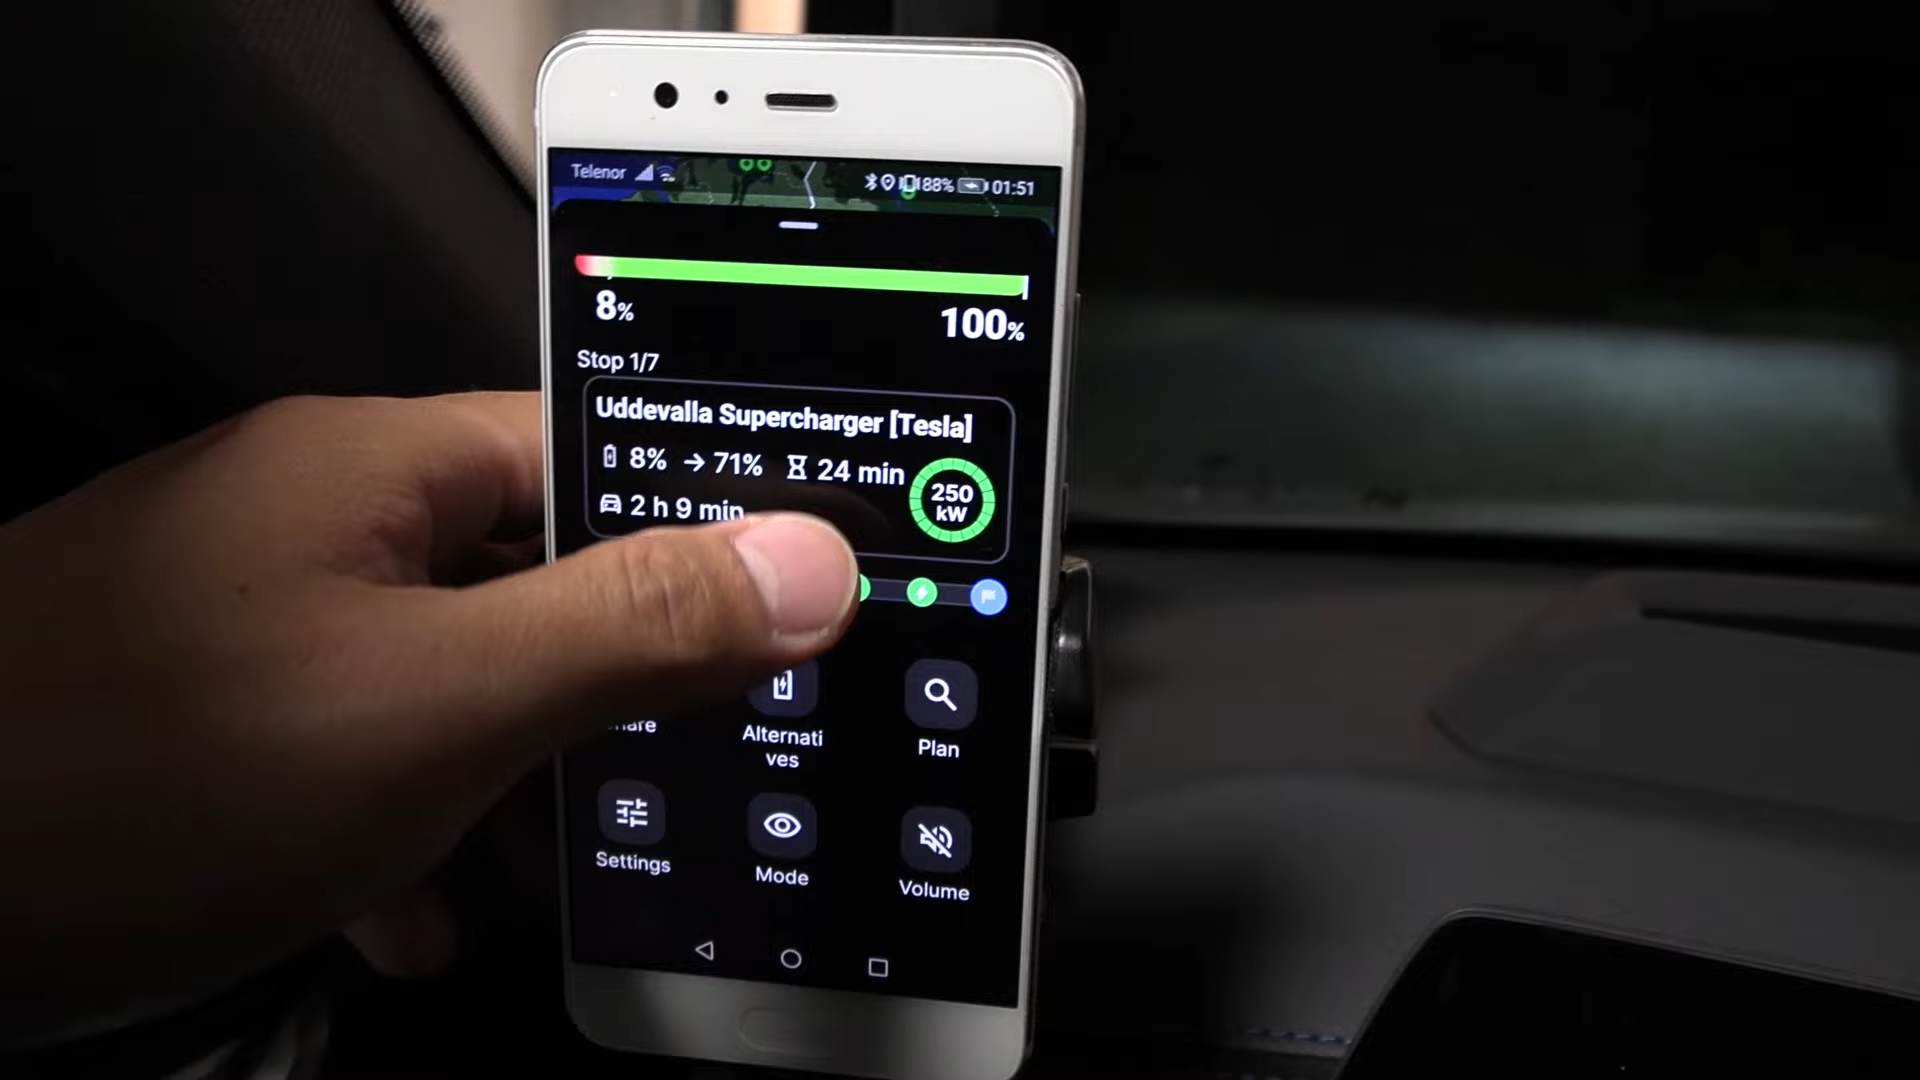 Telenor 88% 01:51
8% 100%
Stop 1/7
Uddevalla Supercharger [Tesla]
8% → 71% 24 min
250
kW
2 h 9 min
Alternati
ves
Plan
Settings
Mode
Volume